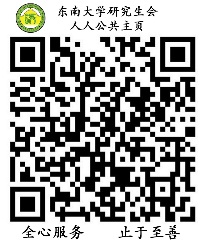 东南大学研究生会
人人公共主页
全心服务 止于至善